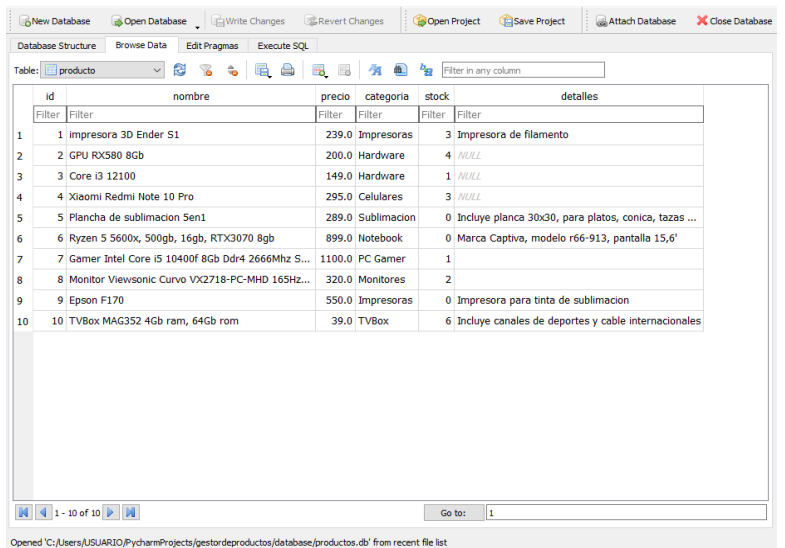 New Database Open Database Write Changes Revert Changes Open Project Save Project Attach Database Close Database
Database Structure Browse Data Edit Pragmas Execute SQL
Table: producto Filter in any column
id nombre precio categoria stock detalles
Filter Filter Filter Filter Filter Filter
1 1 impresora 3D Ender S1 239.0 Impresoras 3 Impresora de filamento
2 2 GPU RX580 8Gb 200.0 Hardware 4 NULL
3 3 Core i3 12100 149.0 Hardware 1 NULL
4 4 Xiaomi Redmi Note 10 Pro 295.0 Celulares 3 NULL
5 5 Plancha de sublimacion 5en1 289.0 Sublimacion 0 Incluye planca 30x30, para platos, conica, tazas ...
6 6 Ryzen 5 5600x, 500gb, 16gb, RTX3070 8gb 899.0 Notebook 0 Marca Captiva, modelo r66-913, pantalla 15,6'
7 7 Gamer Intel Core i5 10400f 8Gb Ddr4 2666Mhz S... 1100.0 PC Gamer 1
8 8 Monitor Viewsonic Curvo VX2718-PC-MHD 165Hz... 320.0 Monitores 2
9 9 Epson F170 550.0 Impresoras 0 Impresora para tinta de sublimacion
10 10 TVBox MAG352 4Gb ram, 64Gb rom 39.0 TVBox 6 Incluye canales de deportes y cable internacionales
1 - 10 of 10 Go to: 1
Opened 'C:/Users/USUARIO/PycharmProjects/gestordeproductos/database/productos.db' from recent file list